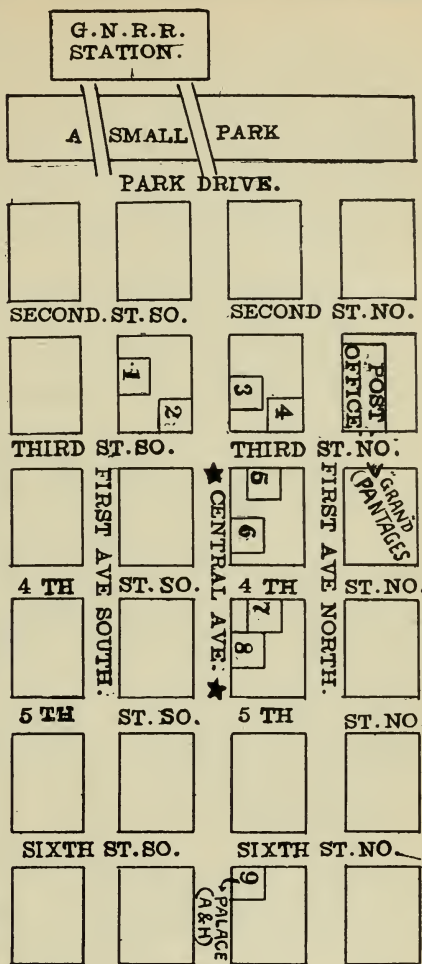 G.N.R.R.
STATION.
A SMALL PARK
PARK DRIVE.
SECOND. ST. SO.
SECOND ST. NO.
1
2
3
4
POST
OFFICE
THIRD ST. SO.
THIRD ST. NO.
FIRST AVE SOUTH.
★ CENTRAL AVE. ★
FIRST AVE NORTH.
5
6
"GRAND"
(PANTAGES
4 TH ST. SO.
4 TH ST. NO.
7
8
5 TH ST. SO.
5 TH ST. NO
SIXTH ST. SO.
SIXTH ST. NO.
9
PALACE
(A&H)